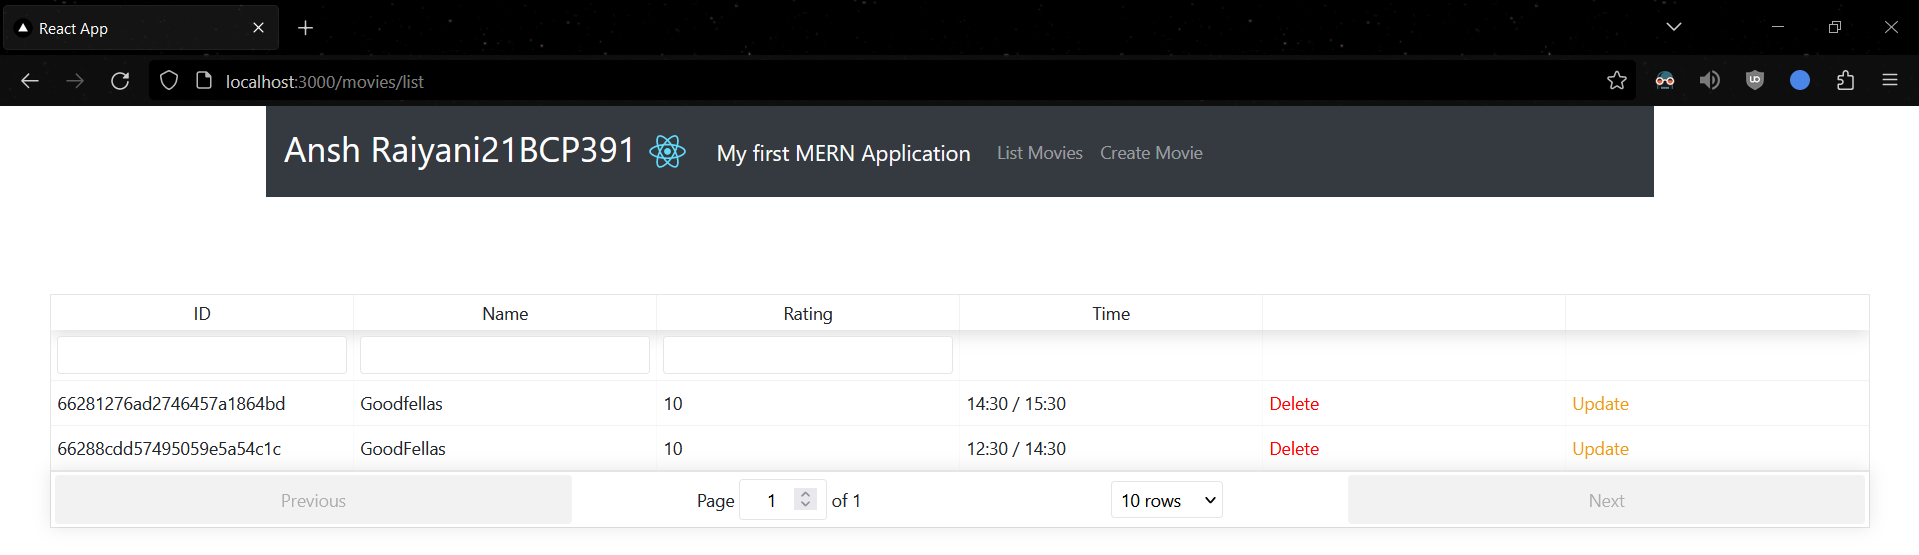 React App
localhost:3000/movies/list
Ansh Raiyani21BCP391 My first MERN Application List Movies Create Movie
ID Name Rating Time
66281276ad2746457a1864bd Goodfellas 10 14:30 / 15:30 Delete Update
66288cdd57495059e5a54c1c GoodFellas 10 12:30 / 14:30 Delete Update
Previous Page 1 of 1 10 rows Next